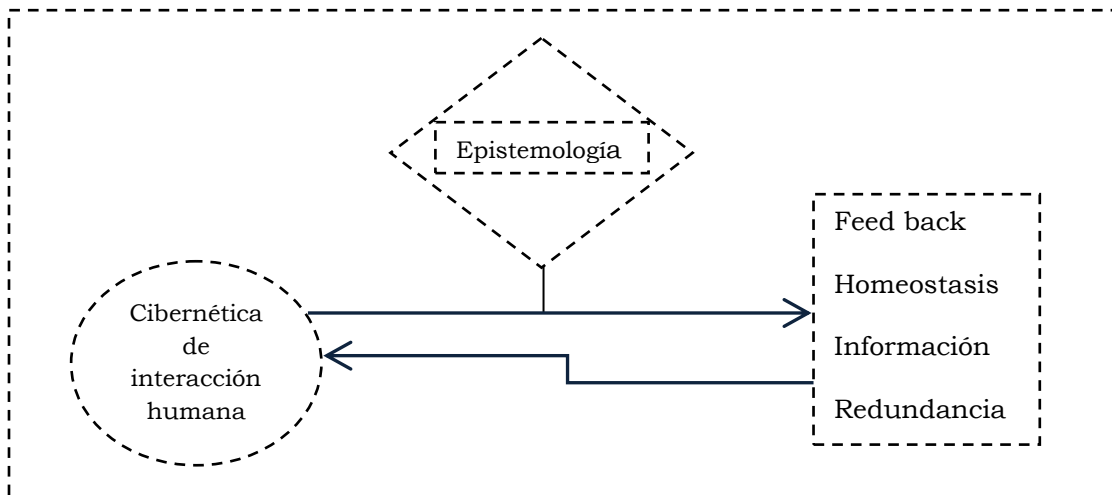 Epistemología
Feed back
Homeostasis
Información
Redundancia
Cibernética
de
interacción
humana